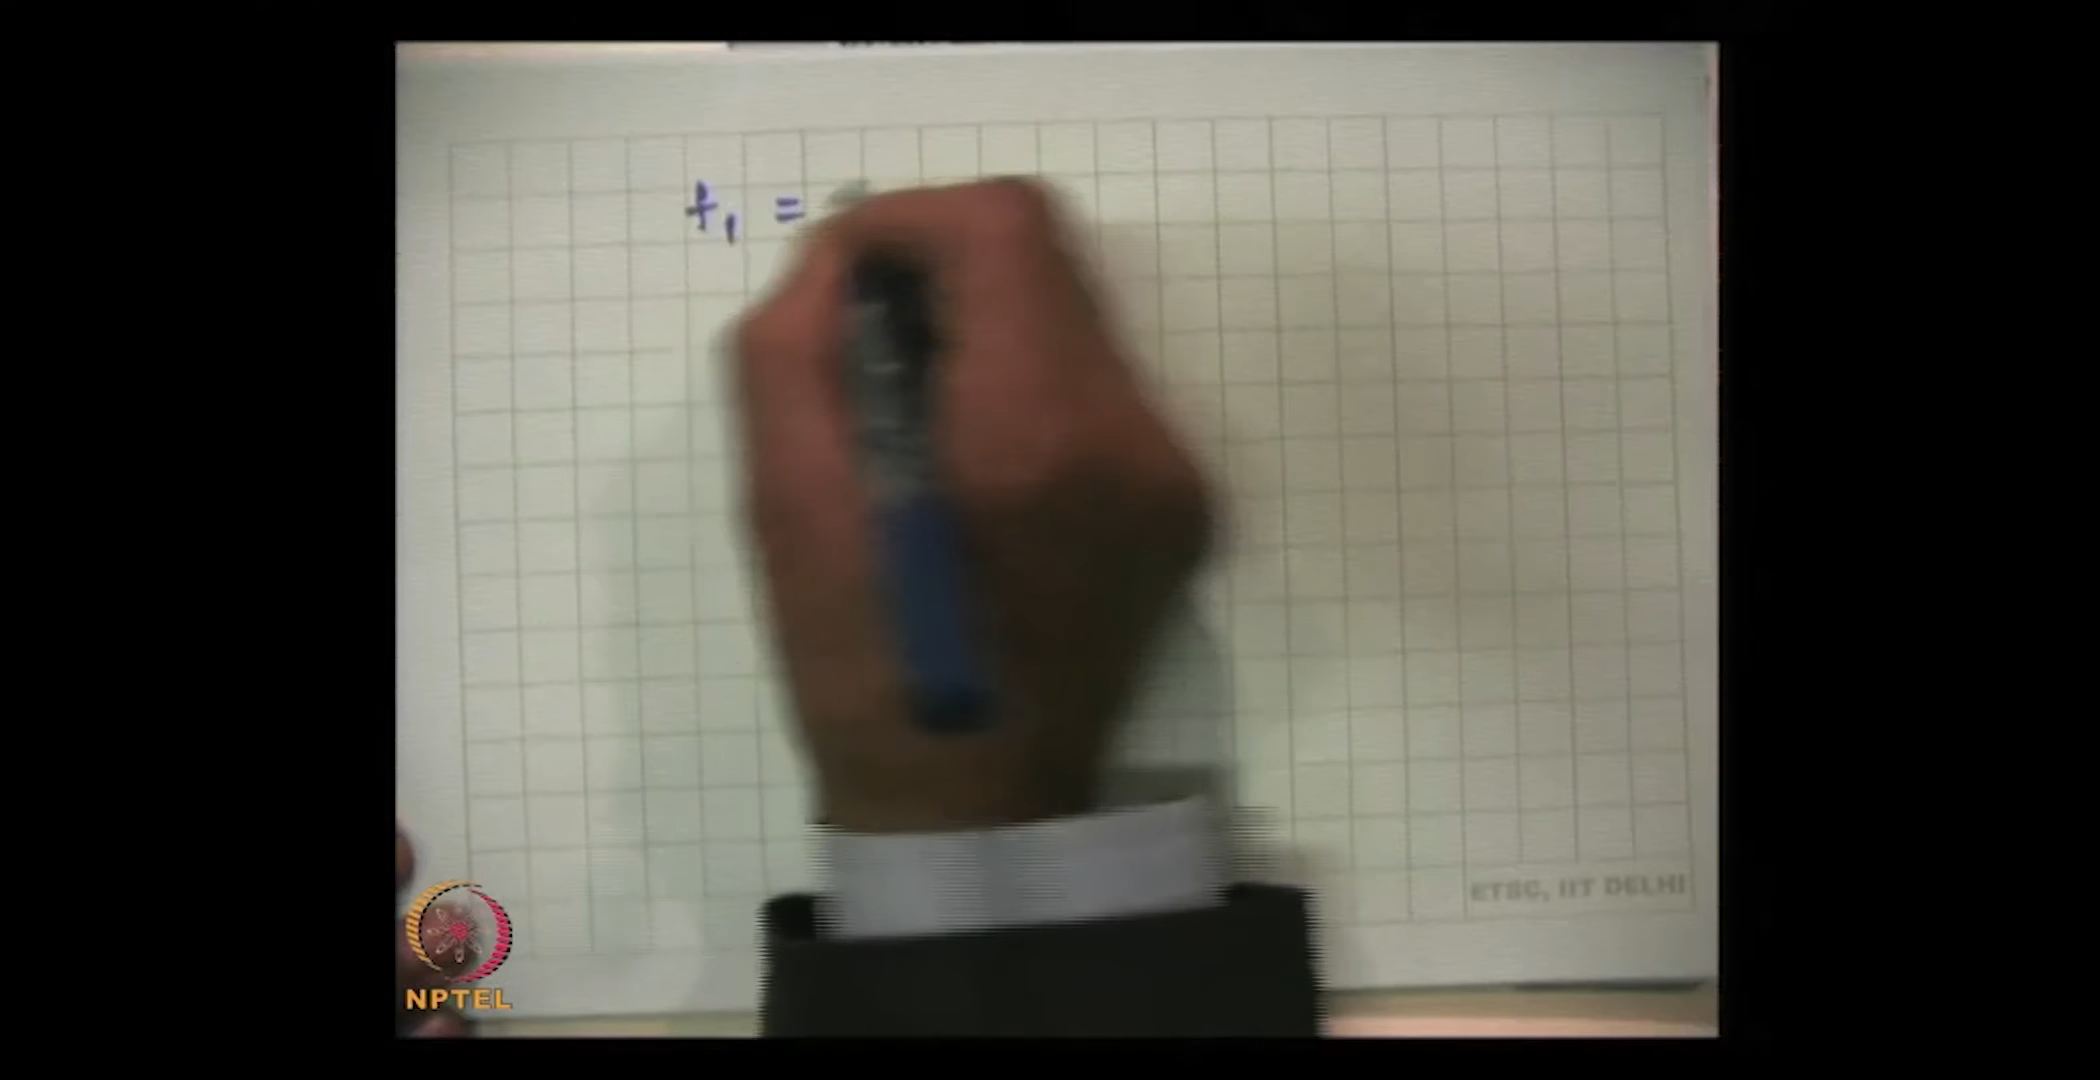 f₁ =
ETSC, IIT DELHI
NPTEL